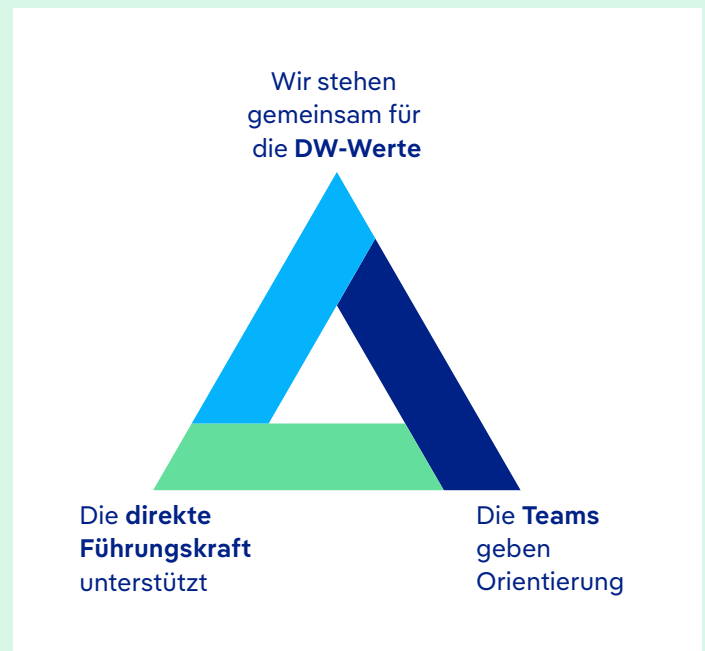 Wir stehen
gemeinsam für
die DW-Werte
Die direkte
Führungskraft
unterstützt
Die Teams
geben
Orientierung